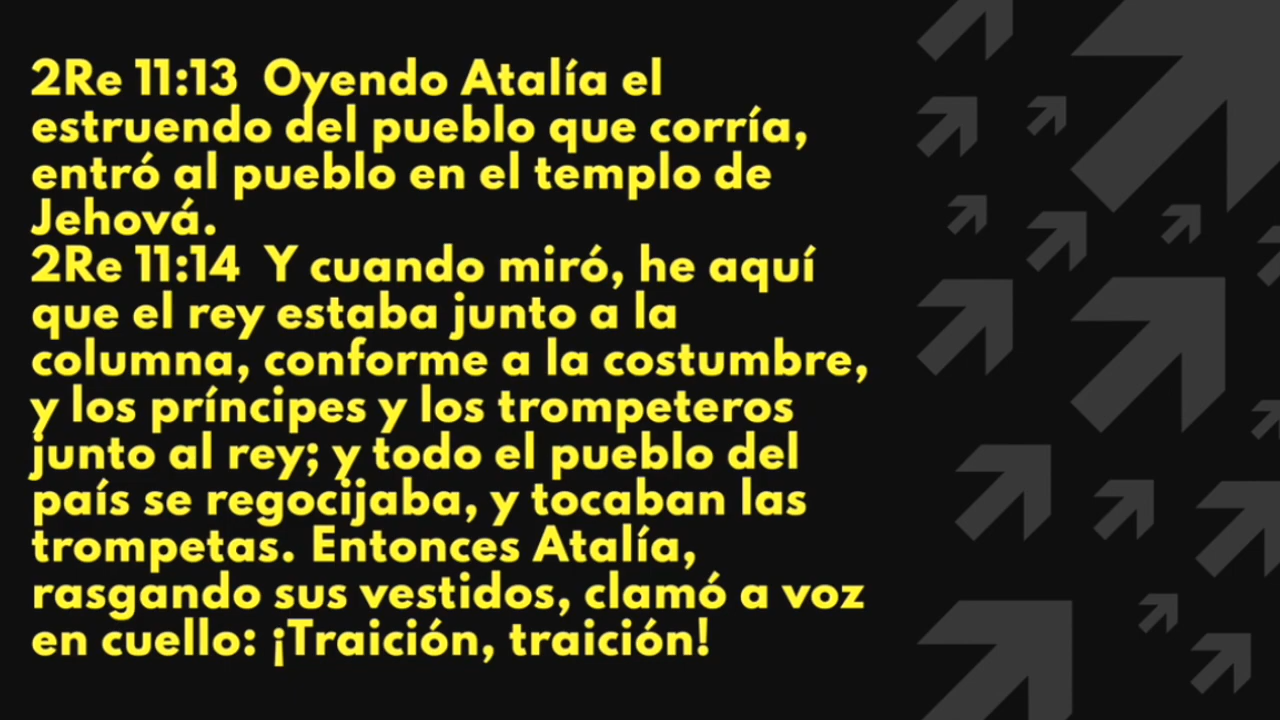 2Re 11:13  Oyendo Atalía el
estruendo del pueblo que corría,
entró al pueblo en el templo de
Jehová.
2Re 11:14  Y cuando miró, he aquí
que el rey estaba junto a la
columna, conforme a la costumbre,
y los príncipes y los trompeteros
junto al rey; y todo el pueblo del
país se regocijaba, y tocaban las
trompetas. Entonces Atalía,
rasgando sus vestidos, clamó a voz
en cuello: ¡Traición, traición!